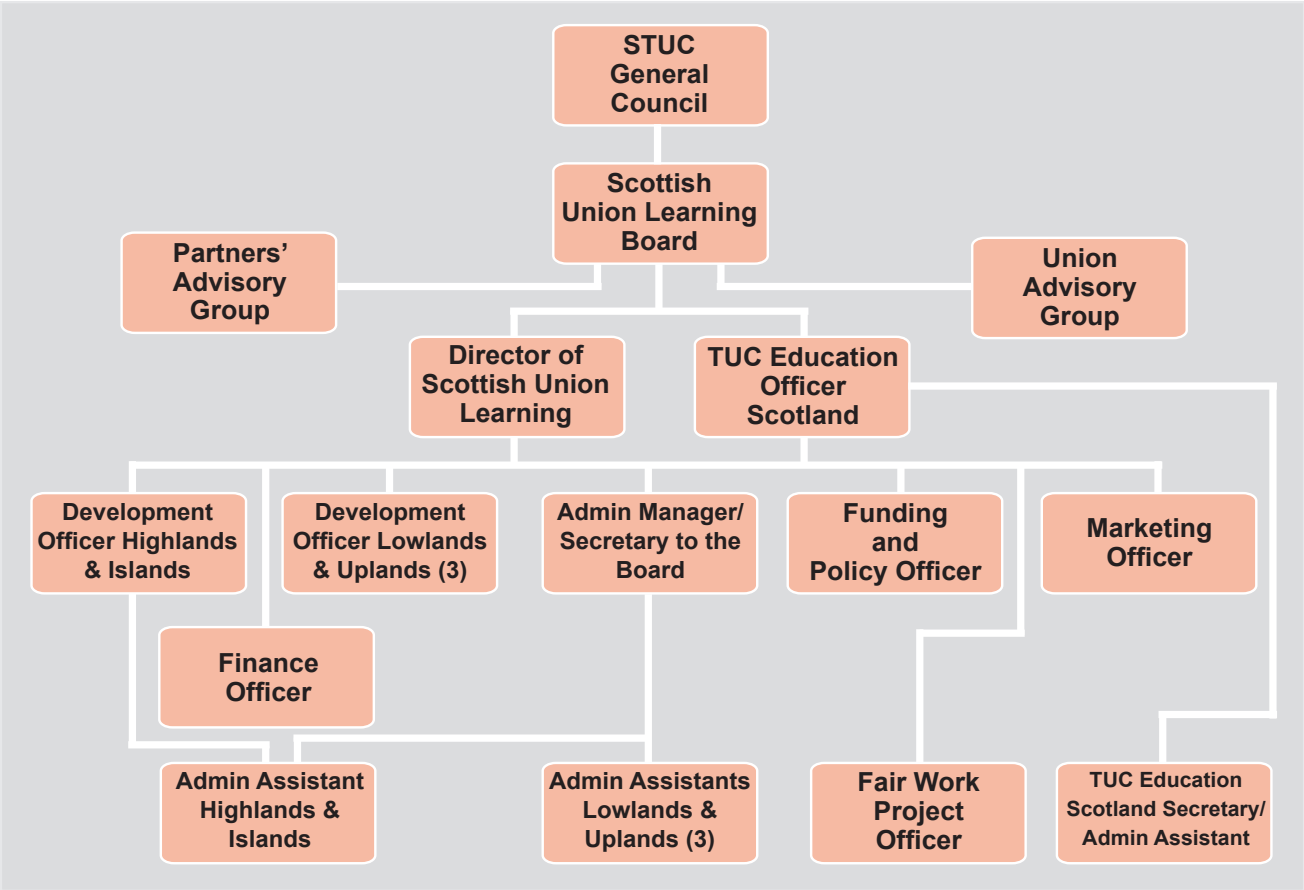 STUC
General
Council
Scottish
Union Learning
Board
Partners’
Advisory
Group
Union
Advisory
Group
Director of
Scottish Union
Learning
TUC Education
Officer
Scotland
Development
Officer Highlands
& Islands
Development
Officer Lowlands
& Uplands (3)
Admin Manager/
Secretary to the
Board
Funding
and
Policy Officer
Marketing
Officer
Finance
Officer
Admin Assistant
Highlands &
Islands
Admin Assistants
Lowlands &
Uplands (3)
Fair Work
Project
Officer
TUC Education
Scotland Secretary/
Admin Assistant